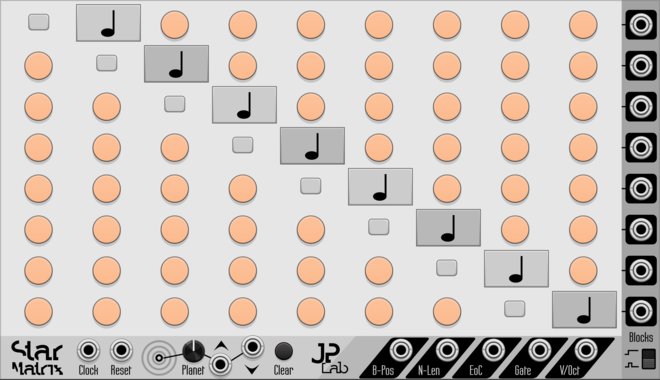 Blocks
Star
Matrix
Clock
Reset
Planet
Clear
JP
Lab
B-Pos
N-Len
EoC
Gate
V/Oct